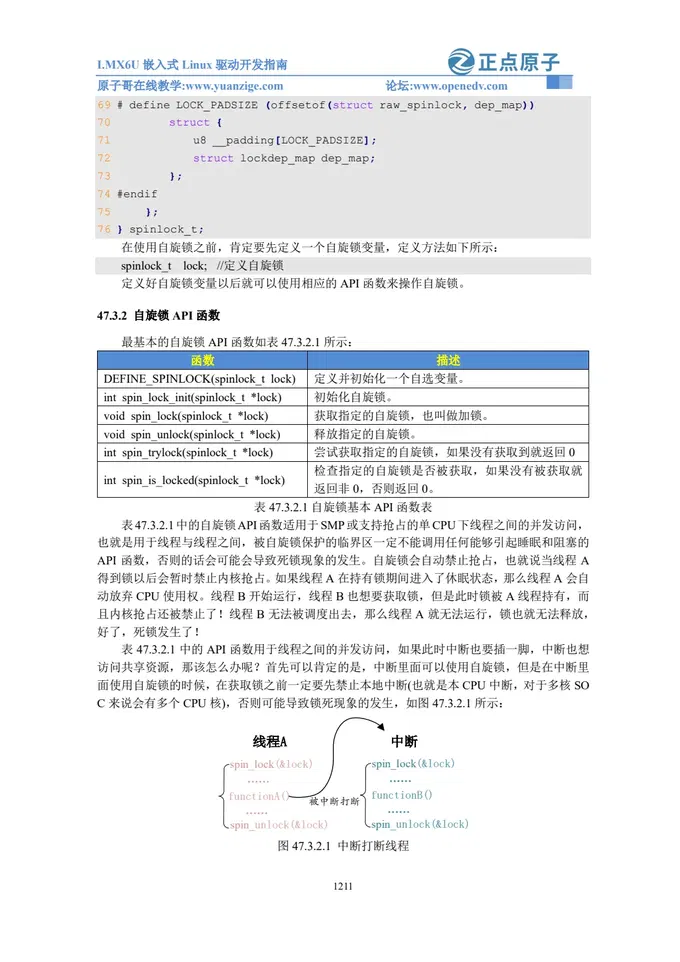 I.MX6U 嵌入式 Linux 驱动开发指南
正点原子
原子哥在线教学:www.yuanzige.com 论坛:www.openedv.com
69 # define LOCK_PADSIZE (offsetof(struct raw_spinlock, dep_map))
70 struct {
71 u8 __padding[LOCK_PADSIZE];
72 struct lockdep_map dep_map;
73 };
74 #endif
75 };
76 } spinlock_t;
在使用自旋锁之前，肯定要先定义一个自旋锁变量，定义方法如下所示：
spinlock_t lock; //定义自旋锁
定义好自旋锁变量以后就可以使用相应的 API 函数来操作自旋锁。
47.3.2 自旋锁 API 函数
最基本的自旋锁 API 函数如表 47.3.2.1 所示：
函数 描述
DEFINE_SPINLOCK(spinlock_t lock) 定义并初始化一个自选变量。
int spin_lock_init(spinlock_t *lock) 初始化自旋锁。
void spin_lock(spinlock_t *lock) 获取指定的自旋锁，也叫做加锁。
void spin_unlock(spinlock_t *lock) 释放指定的自旋锁。
int spin_trylock(spinlock_t *lock) 尝试获取指定的自旋锁，如果没有获取到就返回 0
int spin_is_locked(spinlock_t *lock) 检查指定的自旋锁是否被获取，如果没有被获取就
返回非 0，否则返回 0。
表 47.3.2.1 自旋锁基本 API 函数表
表 47.3.2.1 中的自旋锁 API 函数适用于 SMP 或支持抢占的单 CPU 下线程之间的并发访问，
也就是用于线程与线程之间，被自旋锁保护的临界区一定不能调用任何能够引起睡眠和阻塞的
API 函数，否则的话会可能会导致死锁现象的发生。自旋锁会自动禁止抢占，也就说当线程 A
得到锁以后会暂时禁止内核抢占。如果线程 A 在持有锁期间进入了休眠状态，那么线程 A 会自
动放弃 CPU 使用权。线程 B 开始运行，线程 B 也想要获取锁，但是此时锁被 A 线程持有，而
且内核抢占还被禁止了！线程 B 无法被调度出去，那么线程 A 就无法运行，锁也就无法释放，
好了，死锁发生了！
表 47.3.2.1 中的 API 函数用于线程之间的并发访问，如果此时中断也要插一脚，中断也想
访问共享资源，那该怎么办呢？首先可以肯定的是，中断里面可以使用自旋锁，但是在中断里
面使用自旋锁的时候，在获取锁之前一定要先禁止本地中断(也就是本 CPU 中断，对于多核 SO
C 来说会有多个 CPU 核)，否则可能导致锁死现象的发生，如图 47.3.2.1 所示：
线程A 中断
spin_lock(&lock) spin_lock(&lock)
...... ......
functionA() 被中断打断 functionB()
...... ......
spin_unlock(&lock) spin_unlock(&lock)
图 47.3.2.1 中断打断线程
1211